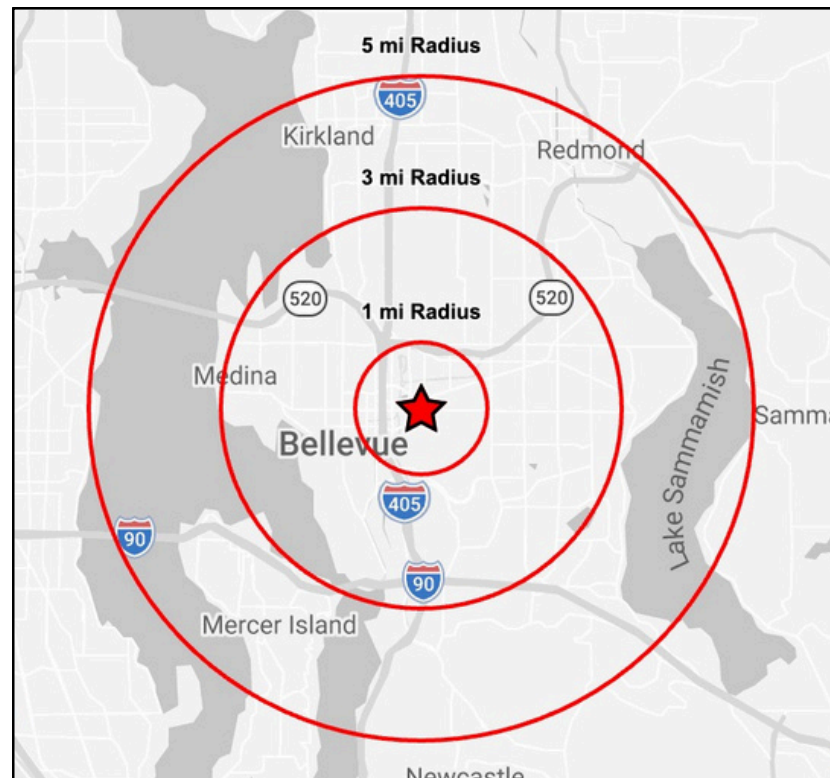 5 mi Radius
405
Kirkland
Redmond
3 mi Radius
520
520
1 mi Radius
Medina
Lake Sammamish
Samma
Bellevue
405
90
90
Mercer Island
Newcastle